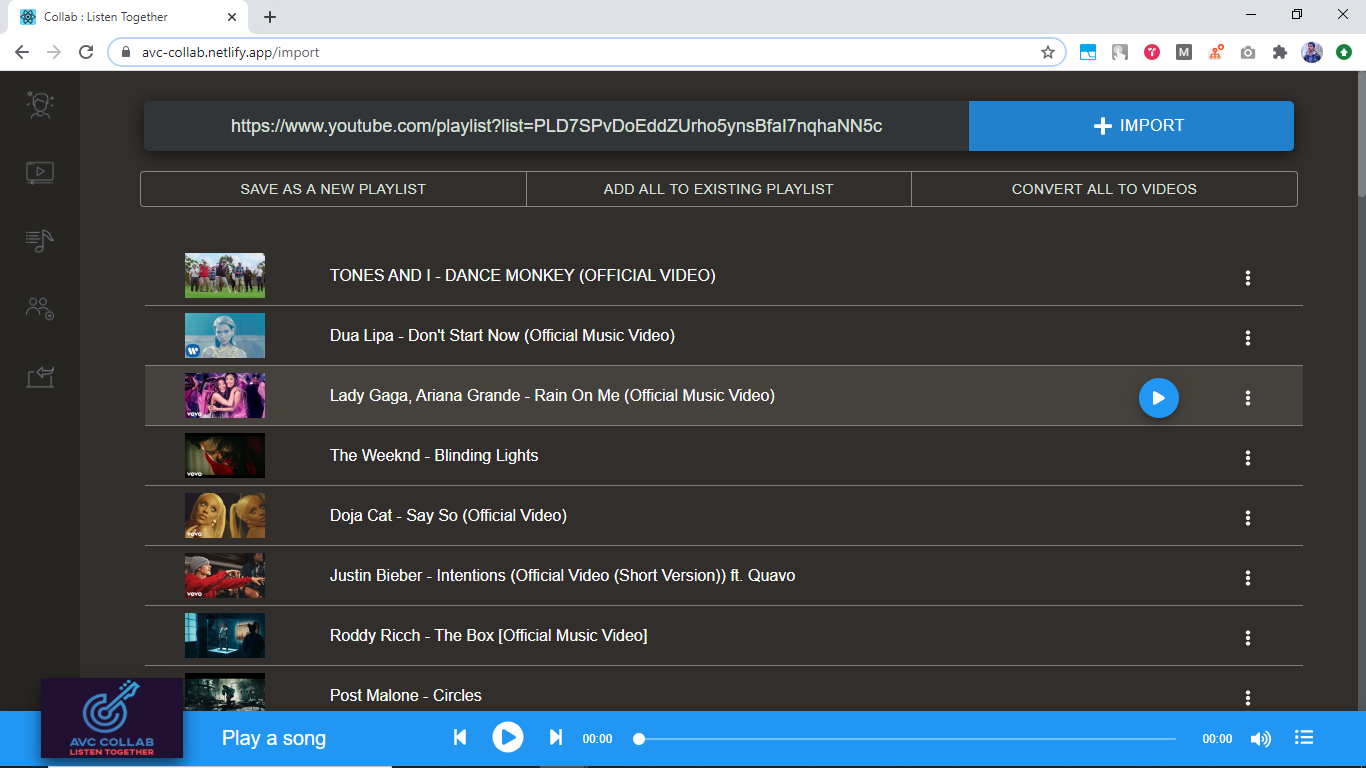 Collab : Listen Together
avc-collab.netlify.app/import
https://www.youtube.com/playlist?list=PLD7SPvDoEddZUrho5ynsBfaI7nqhaNN5c
IMPORT
SAVE AS A NEW PLAYLIST
ADD ALL TO EXISTING PLAYLIST
CONVERT ALL TO VIDEOS
TONES AND I - DANCE MONKEY (OFFICIAL VIDEO)
Dua Lipa - Don't Start Now (Official Music Video)
Lady Gaga, Ariana Grande - Rain On Me (Official Music Video)
vevo
The Weeknd - Blinding Lights
vevo
Doja Cat - Say So (Official Video)
vevo
Justin Bieber - Intentions (Official Video (Short Version)) ft. Quavo
vevo
Roddy Ricch - The Box [Official Music Video]
Post Malone - Circles
AVC COLLAB
LISTEN TOGETHER
Play a song
00:00
00:00